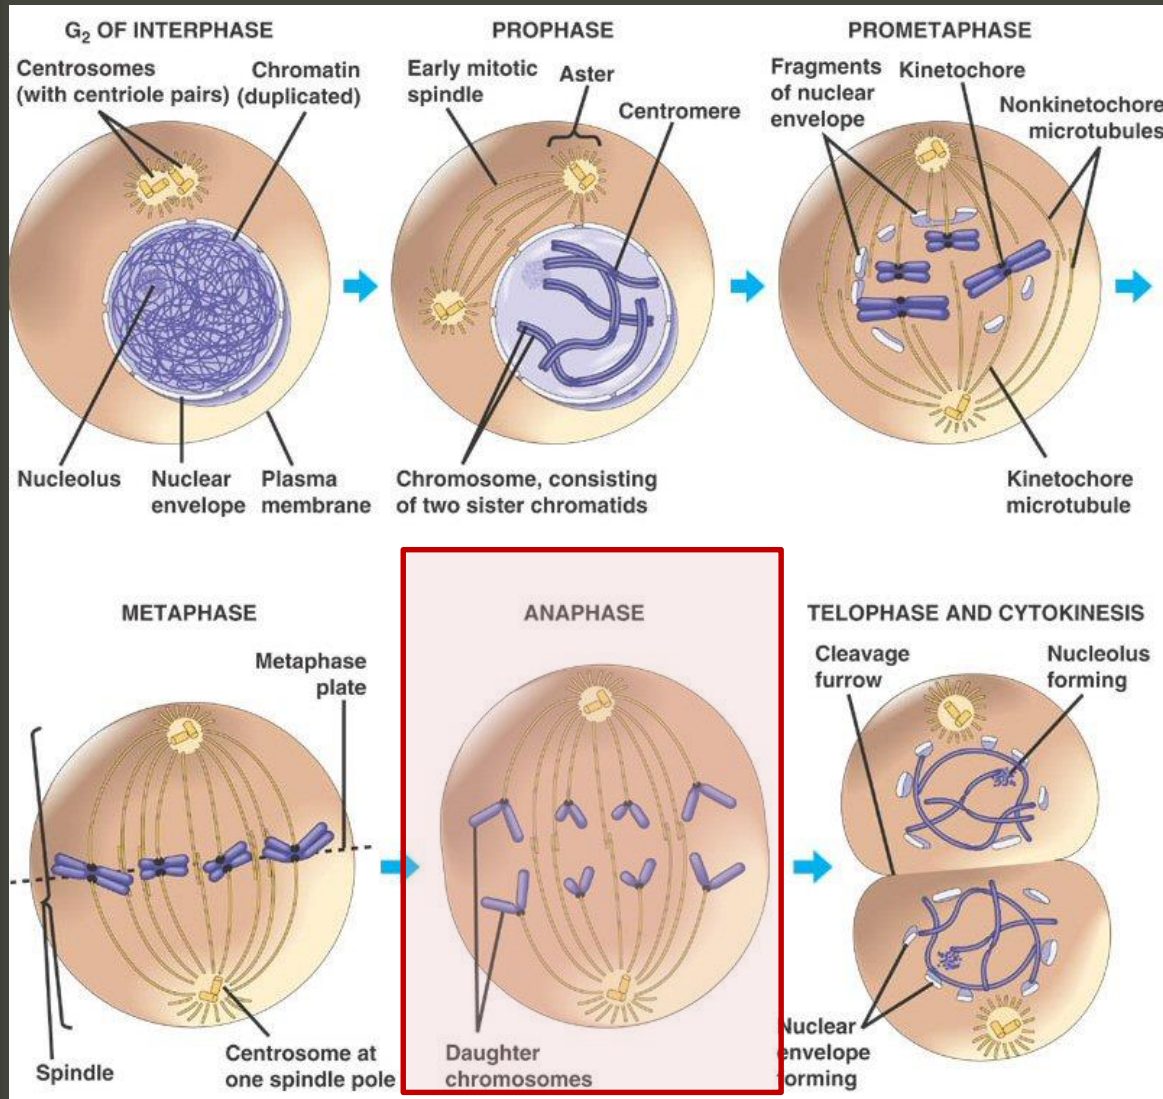 G₂ OF INTERPHASE
Centrosomes
(with centriole pairs)
Chromatin
(duplicated)
Nucleolus
Nuclear
envelope
Plasma
membrane
PROPHASE
Early mitotic
spindle
Aster
Centromere
Chromosome, consisting
of two sister chromatids
PROMETAPHASE
Fragments
of nuclear
envelope
Kinetochore
Nonkinetochore
microtubules
Kinetochore
microtubule
METAPHASE
Metaphase
plate
Spindle
Centrosome at
one spindle pole
ANAPHASE
Daughter
chromosomes
TELOPHASE AND CYTOKINESIS
Cleavage
furrow
Nucleolus
forming
Nuclear
envelope
forming